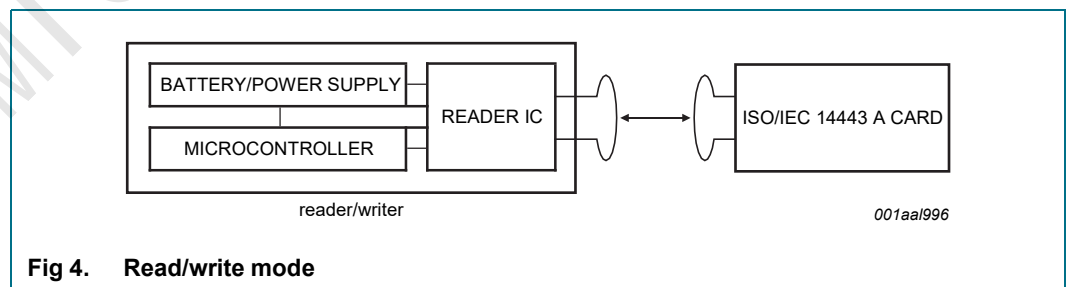 BATTERY/POWER SUPPLY
READER IC
MICROCONTROLLER
ISO/IEC 14443 A CARD
reader/writer
001aal996
Fig 4. Read/write mode